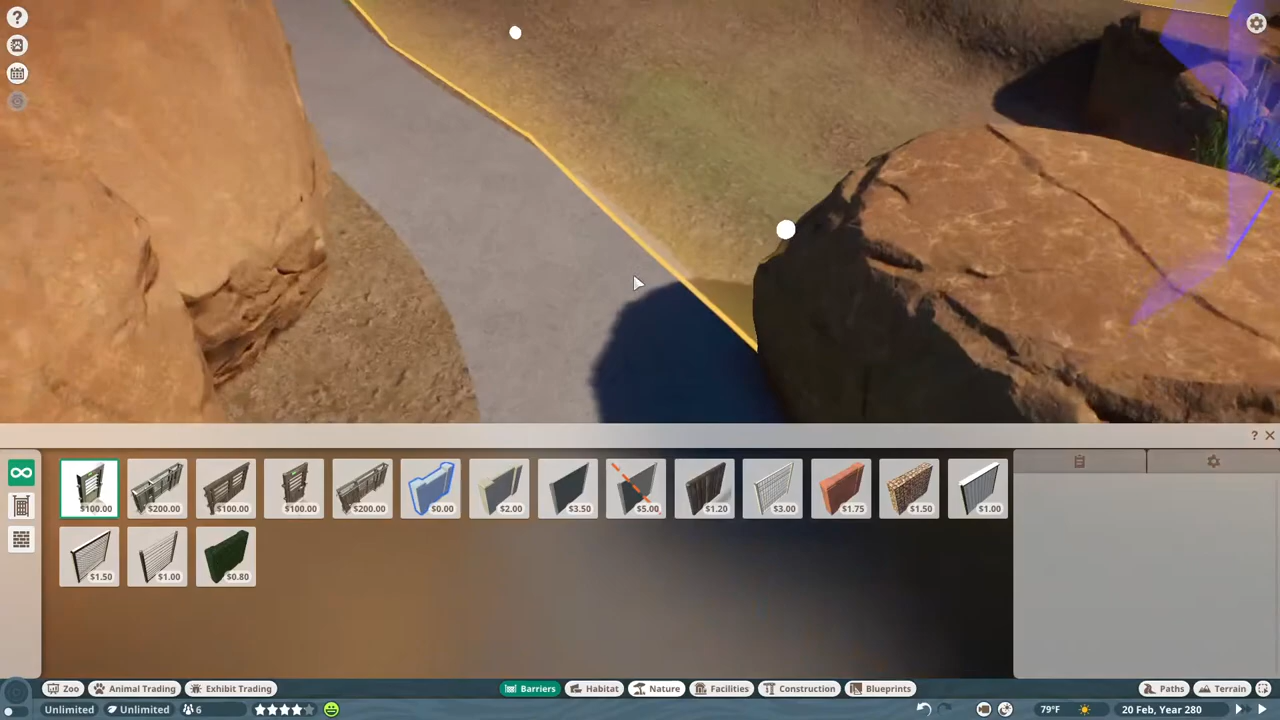 ?
? ×
$100.00 $200.00 $100.00 $100.00 $200.00 $0.00 $2.00 $3.50 $5.00 $1.20 $3.00 $1.75 $1.50 $1.00
$1.50 $1.00 $0.80
Zoo Animal Trading Exhibit Trading Barriers Habitat Nature Facilities Construction Blueprints Paths Terrain
Unlimited Unlimited 6 79°F 20 Feb, Year 280